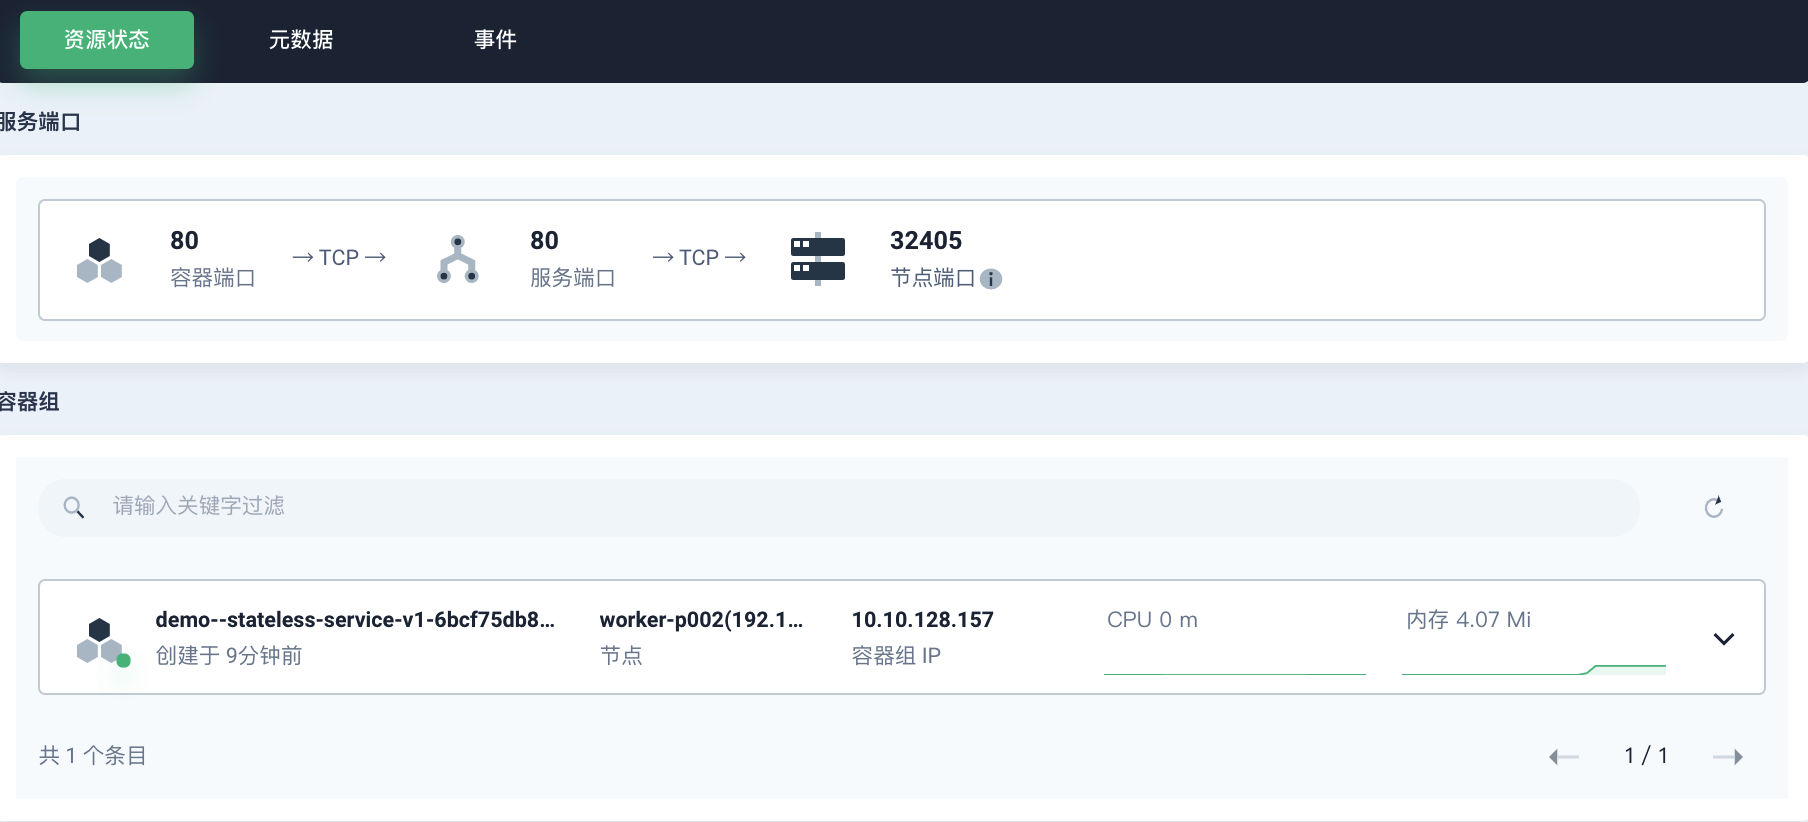 资源状态 元数据 事件
服务端口
80 →TCP→ 80 →TCP→ 32405
容器端口 服务端口 节点端口
容器组
请输入关键字过滤
demo--stateless-service-v1-6bcf75db8... worker-p002(192.1... 10.10.128.157 CPU 0 m 内存 4.07 Mi
创建于 9分钟前 节点 容器组 IP
共 1 个条目 1 / 1